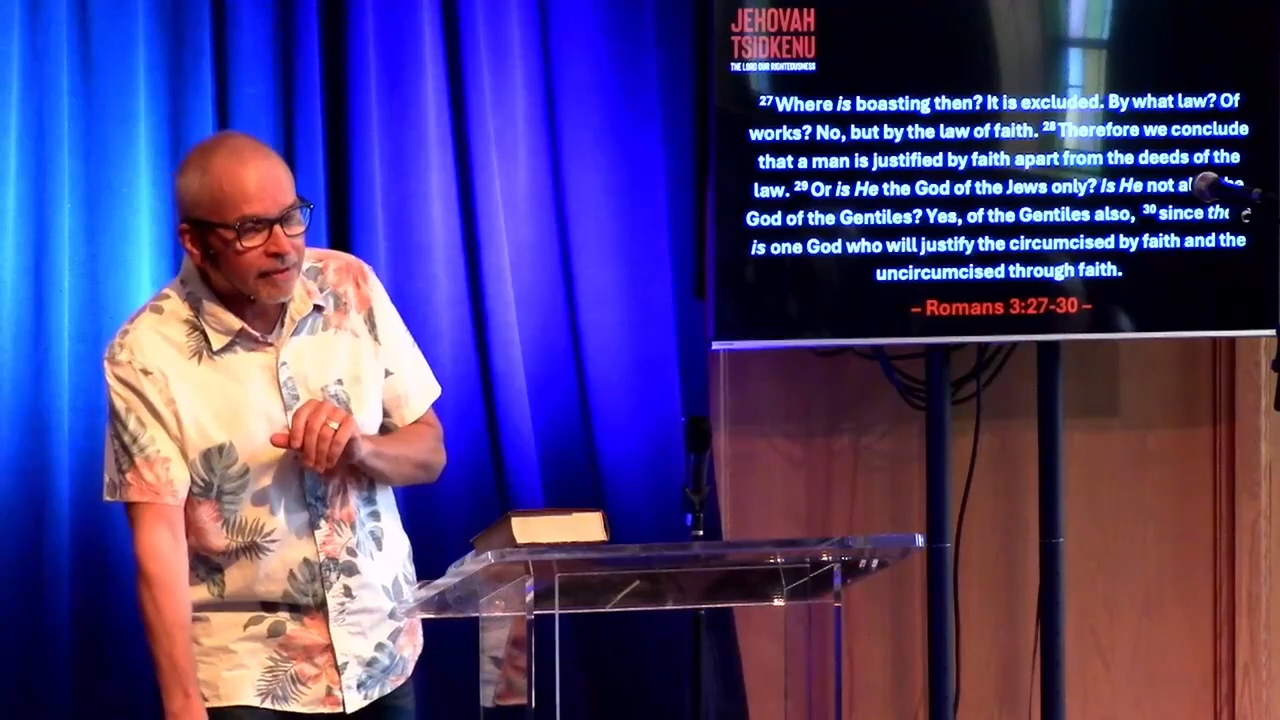 JEHOVAH
TSIDKENU
THE LORD OUR RIGHTEOUSNESS
27 Where is boasting then? It is excluded. By what law? Of
works? No, but by the law of faith. 28 Therefore we conclude
that a man is justified by faith apart from the deeds of the
law. 29 Or is He the God of the Jews only? Is He not
God of the Gentiles? Yes, of the Gentiles also, 30 since
is one God who will justify the circumcised by faith and the
uncircumcised through faith.
– Romans 3:27-30 –